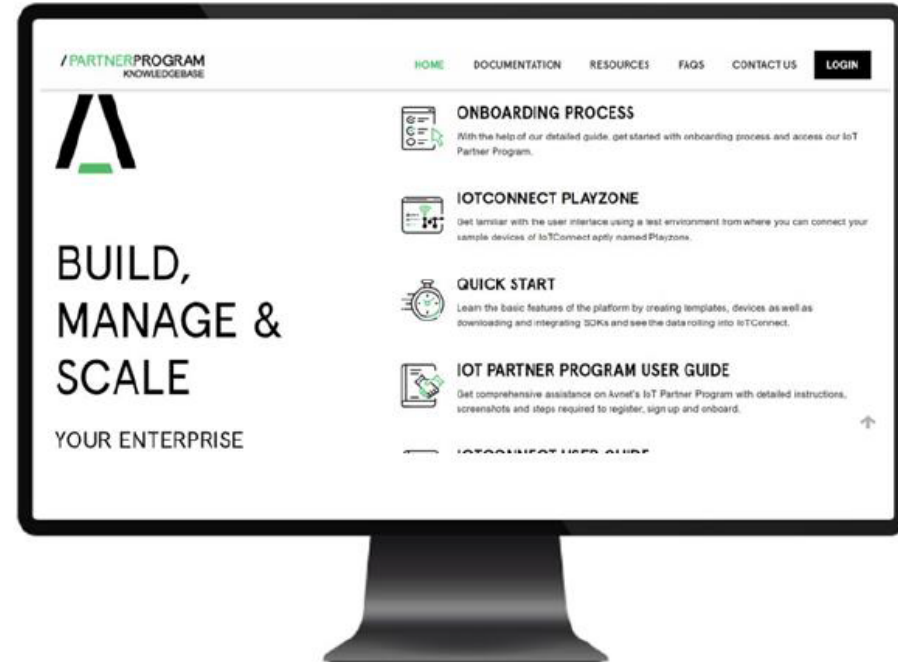 /PARTNERPROGRAM
KNOWLEDGEBASE
HOME
DOCUMENTATION
RESOURCES
FAQS
CONTACT US
LOGIN
BUILD,
MANAGE &
SCALE
YOUR ENTERPRISE
ONBOARDING PROCESS
With the help of our detailed guide, get started with onboarding process and access our IoT
Partner Program.
IOTCONNECT PLAYZONE
Get familiar with the user interface using a test environment from where you can connect your
sample devices of IoTConnect aptly named Playzone.
QUICK START
Learn the basic features of the platform by creating templates, devices as well as
downloading and integrating SDKs and see the data rolling into IoTConnect.
IOT PARTNER PROGRAM USER GUIDE
Get comprehensive assistance on Avnet's IoT Partner Program with detailed instructions,
screenshots and steps required to register, sign up and onboard.
IOTCONNECT USER GUIDE